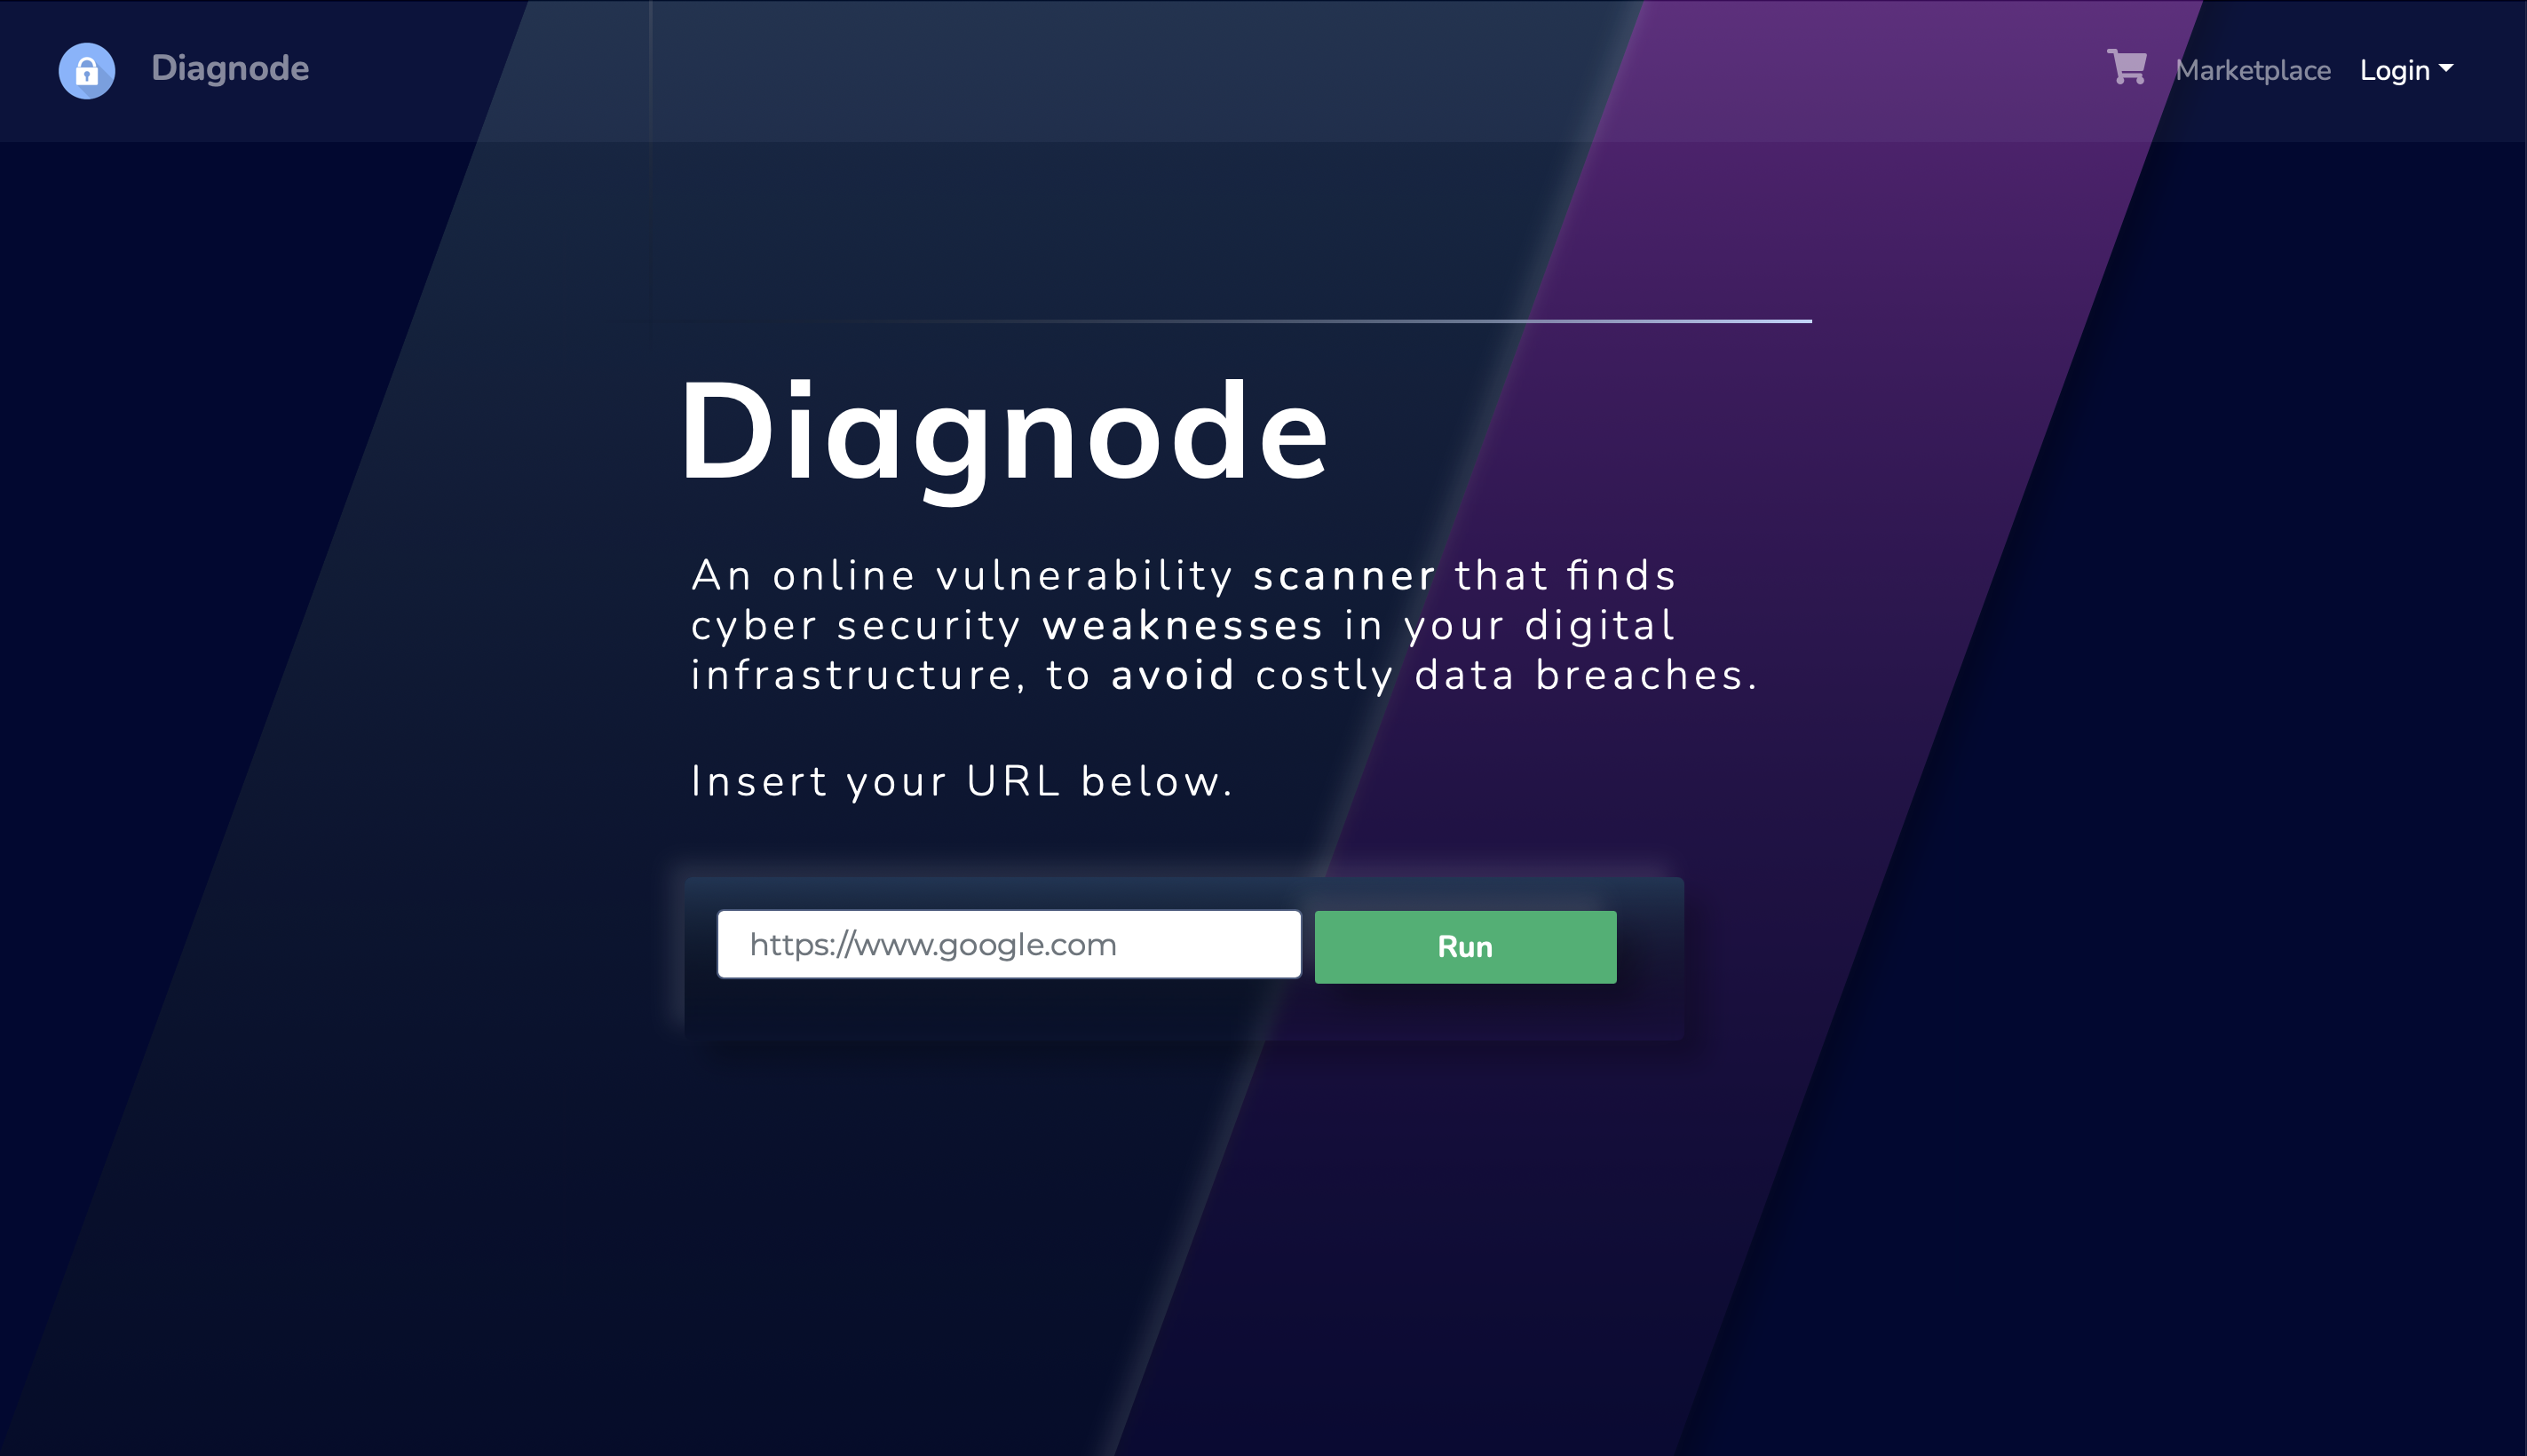 Diagnode
Marketplace
Login
Diagnode
An online vulnerability scanner that finds
cyber security weaknesses in your digital
infrastructure, to avoid costly data breaches.
Insert your URL below.
https://www.google.com
Run